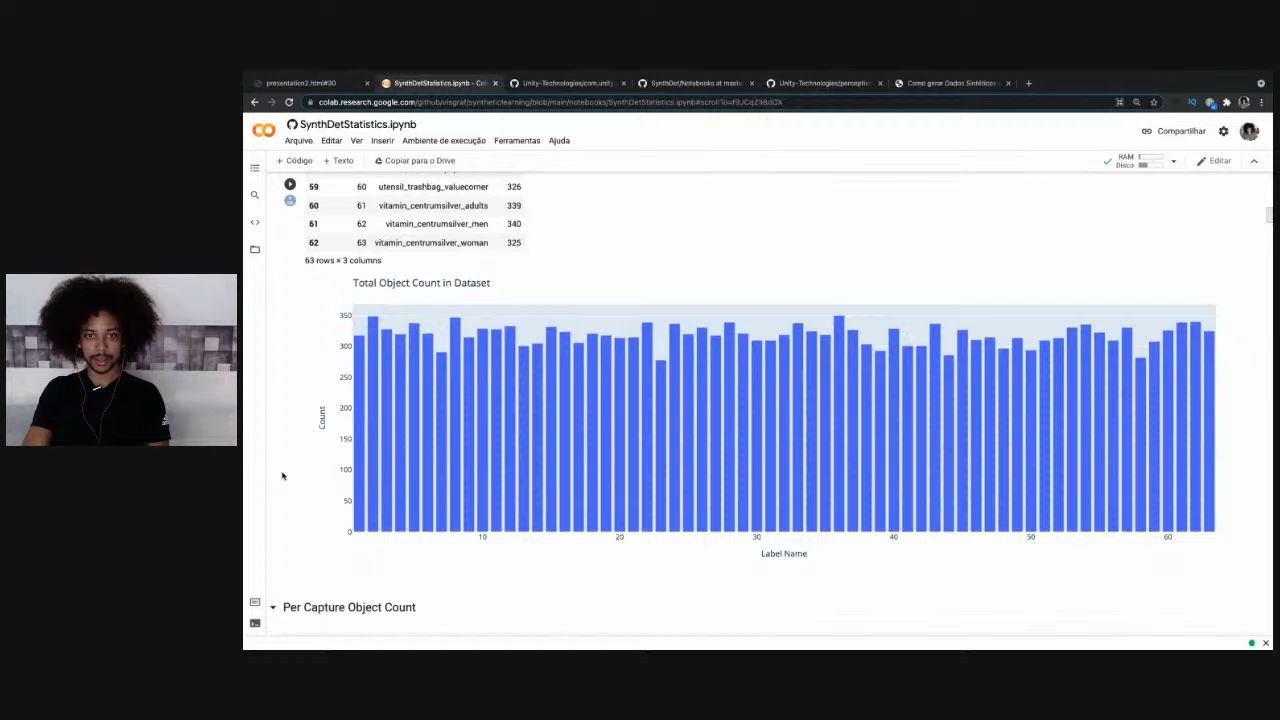 presentation2.html#30
SynthDetStatistics.ipynb - Col
Unity-Technologies/com.unity
SynthDet/Notebooks at maste
Unity-Technologies/perceptio
Como gerar Dados Sintéticos
colab.research.google.com/github/visgraf/syntheticlearning/blob/main/notebooks/SynthDetStatistics.ipynb#scrollTo=
SynthDetStatistics.ipynb
Compartilhar
Arquivo Editar Ver Inserir Ambiente de execução Ferramentas Ajuda
+ Código + Texto Copiar para o Drive
RAM
Disco
Editar
59 60 utensil_trashbag_valuecorner 326
60 61 vitamin_centrumsilver_adults 339
61 62 vitamin_centrumsilver_men 340
62 63 vitamin_centrumsilver_woman 325
63 rows × 3 columns
Total Object Count in Dataset
350
300
250
200
150
100
50
0
Count
10 20 30 40 50 60
Label Name
Per Capture Object Count